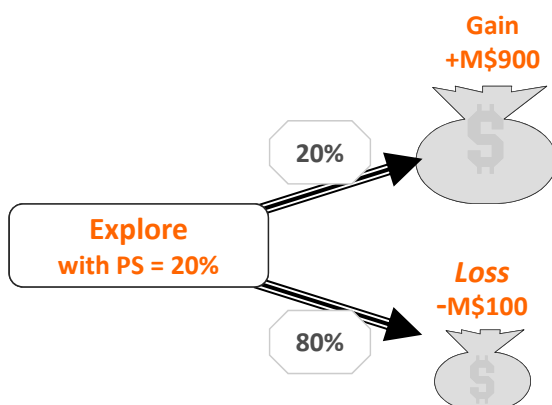 Gain
+M$900
$
20%
Explore
with PS = 20%
Loss
-M$100
80%
$